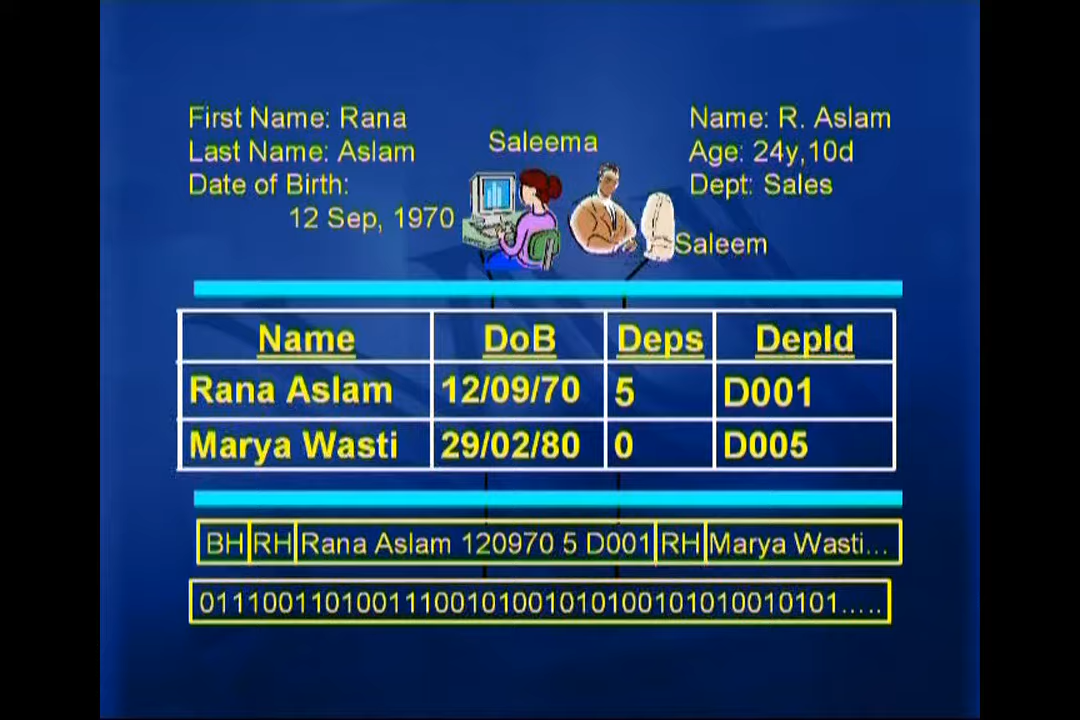 First Name: Rana
Last Name: Aslam
Date of Birth:
12 Sep, 1970
Saleema
Name: R. Aslam
Age: 24y,10d
Dept: Sales
Saleem
Name DoB Deps DepId
Rana Aslam 12/09/70 5 D001
Marya Wasti 29/02/80 0 D005
BH RH Rana Aslam 120970 5 D001 RH Marya Wasti...
01110011010011100101001010100101010010101.....